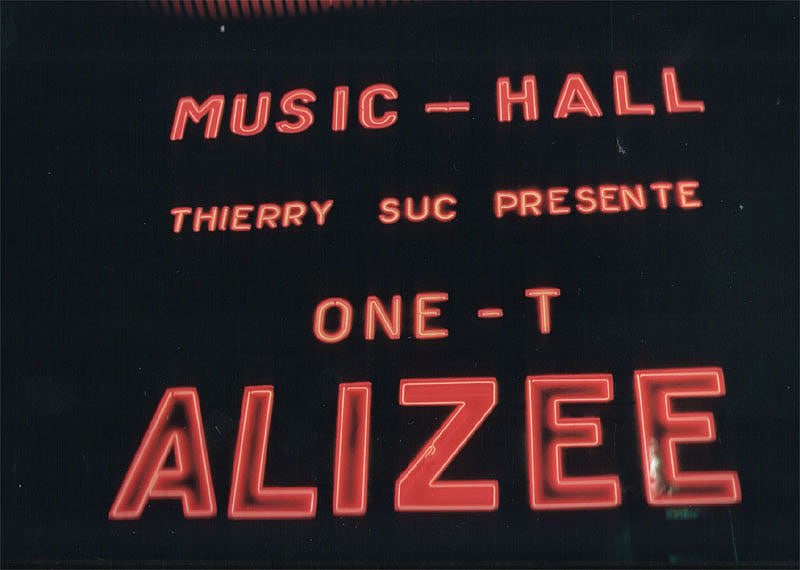 MUSIC - HALL
THIERRY SUC PRESENTE
ONE - T
ALIZEE